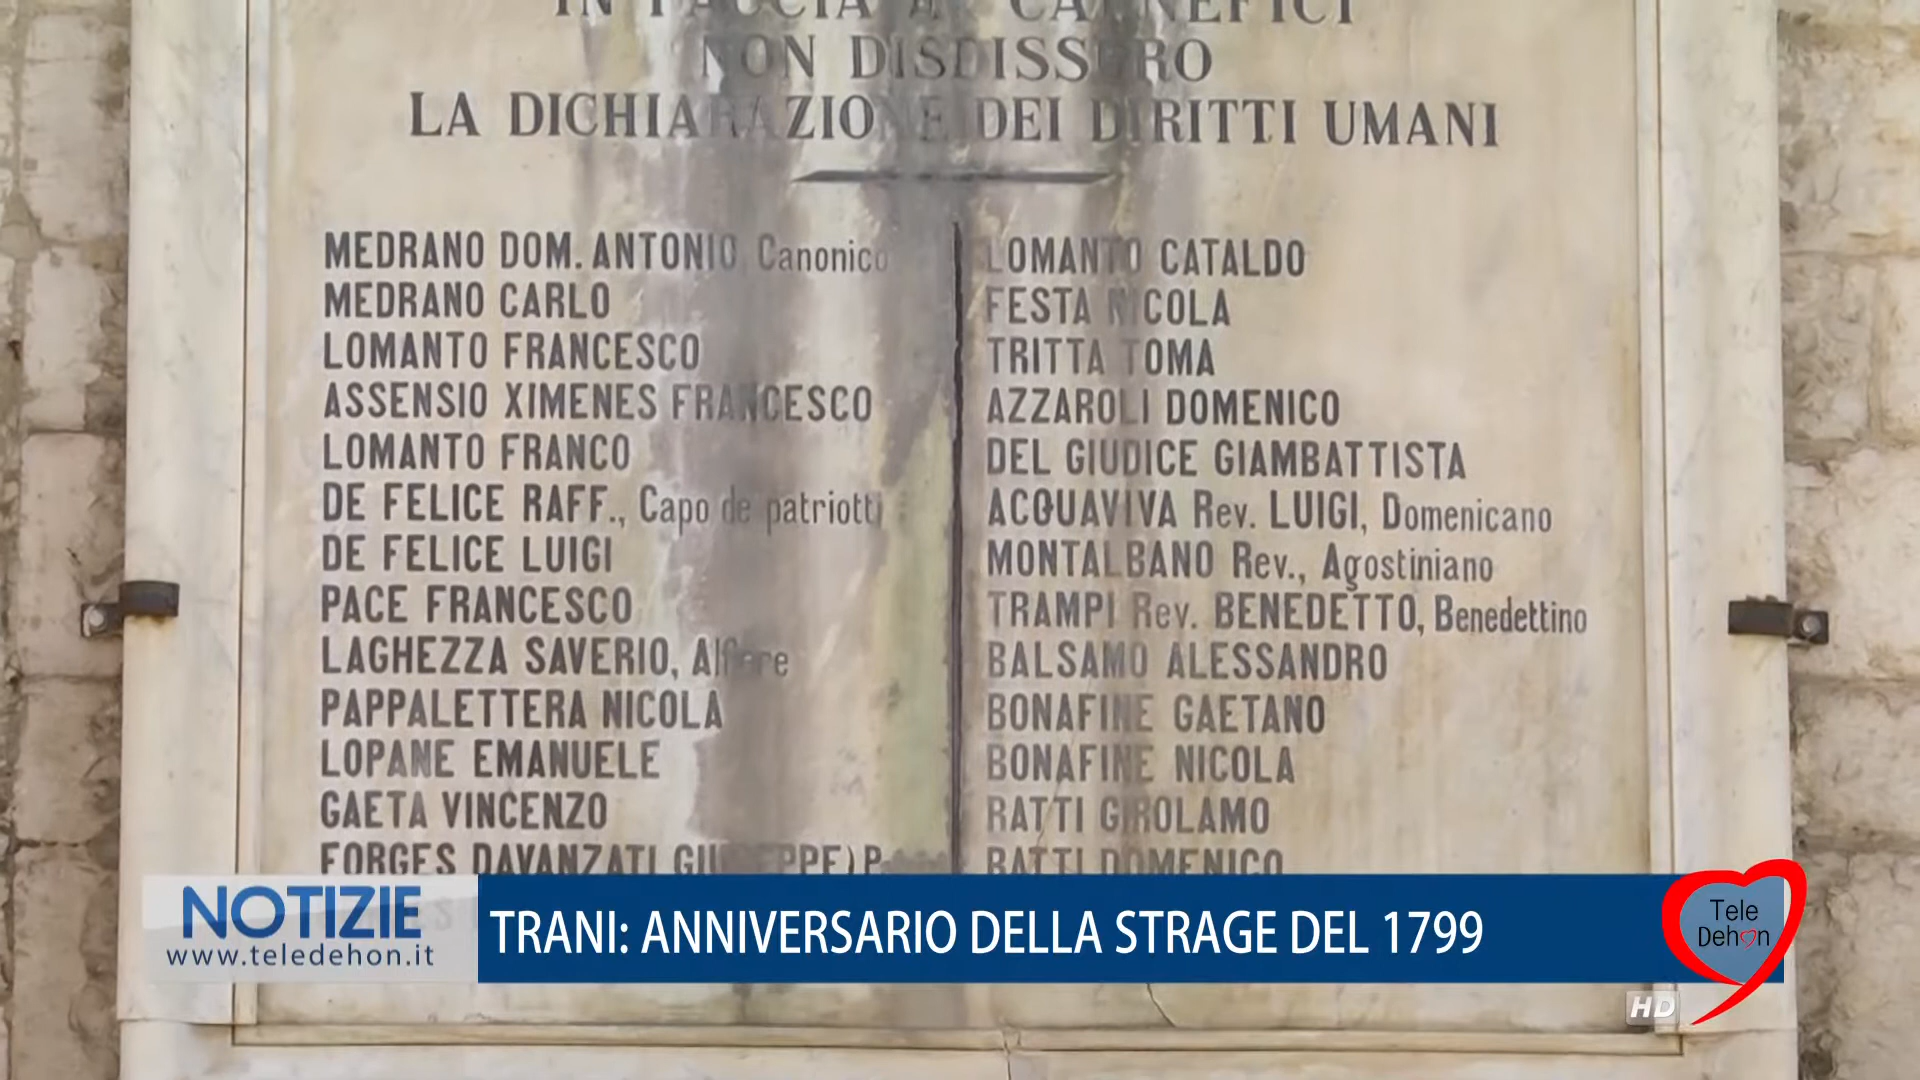 IN FACCIA AI CARNEFICI
NON DISDISSERO
LA DICHIARAZIONE DEI DIRITTI UMANI
MEDRANO DOM. ANTONIO, Canonico
MEDRANO CARLO
LOMANTO FRANCESCO
ASSENSIO XIMENES FRANCESCO
LOMANTO FRANCO
DE FELICE RAFF., Capo de patriotti
DE FELICE LUIGI
PACE FRANCESCO
LAGHEZZA SAVERIO, Alfiere
PAPPALETTERA NICOLA
LOPANE EMANUELE
GAETA VINCENZO
FORGES DAVANZATI GIUSEPPE)
LOMANTO CATALDO
FESTA NICOLA
TRITTA TOMA
AZZAROLI DOMENICO
DEL GIUDICE GIAMBATTISTA
ACQUAVIVA Rev. LUIGI, Domenicano
MONTALBANO Rev., Agostiniano
TRAMPI Rev. BENEDETTO, Benedettino
BALSAMO ALESSANDRO
BONAFINE GAETANO
BONAFINE NICOLA
RATTI GIROLAMO
RATTI DOMENICO
NOTIZIE
www.teledehon.it
TRANI: ANNIVERSARIO DELLA STRAGE DEL 1799
Tele
Dehon
HD